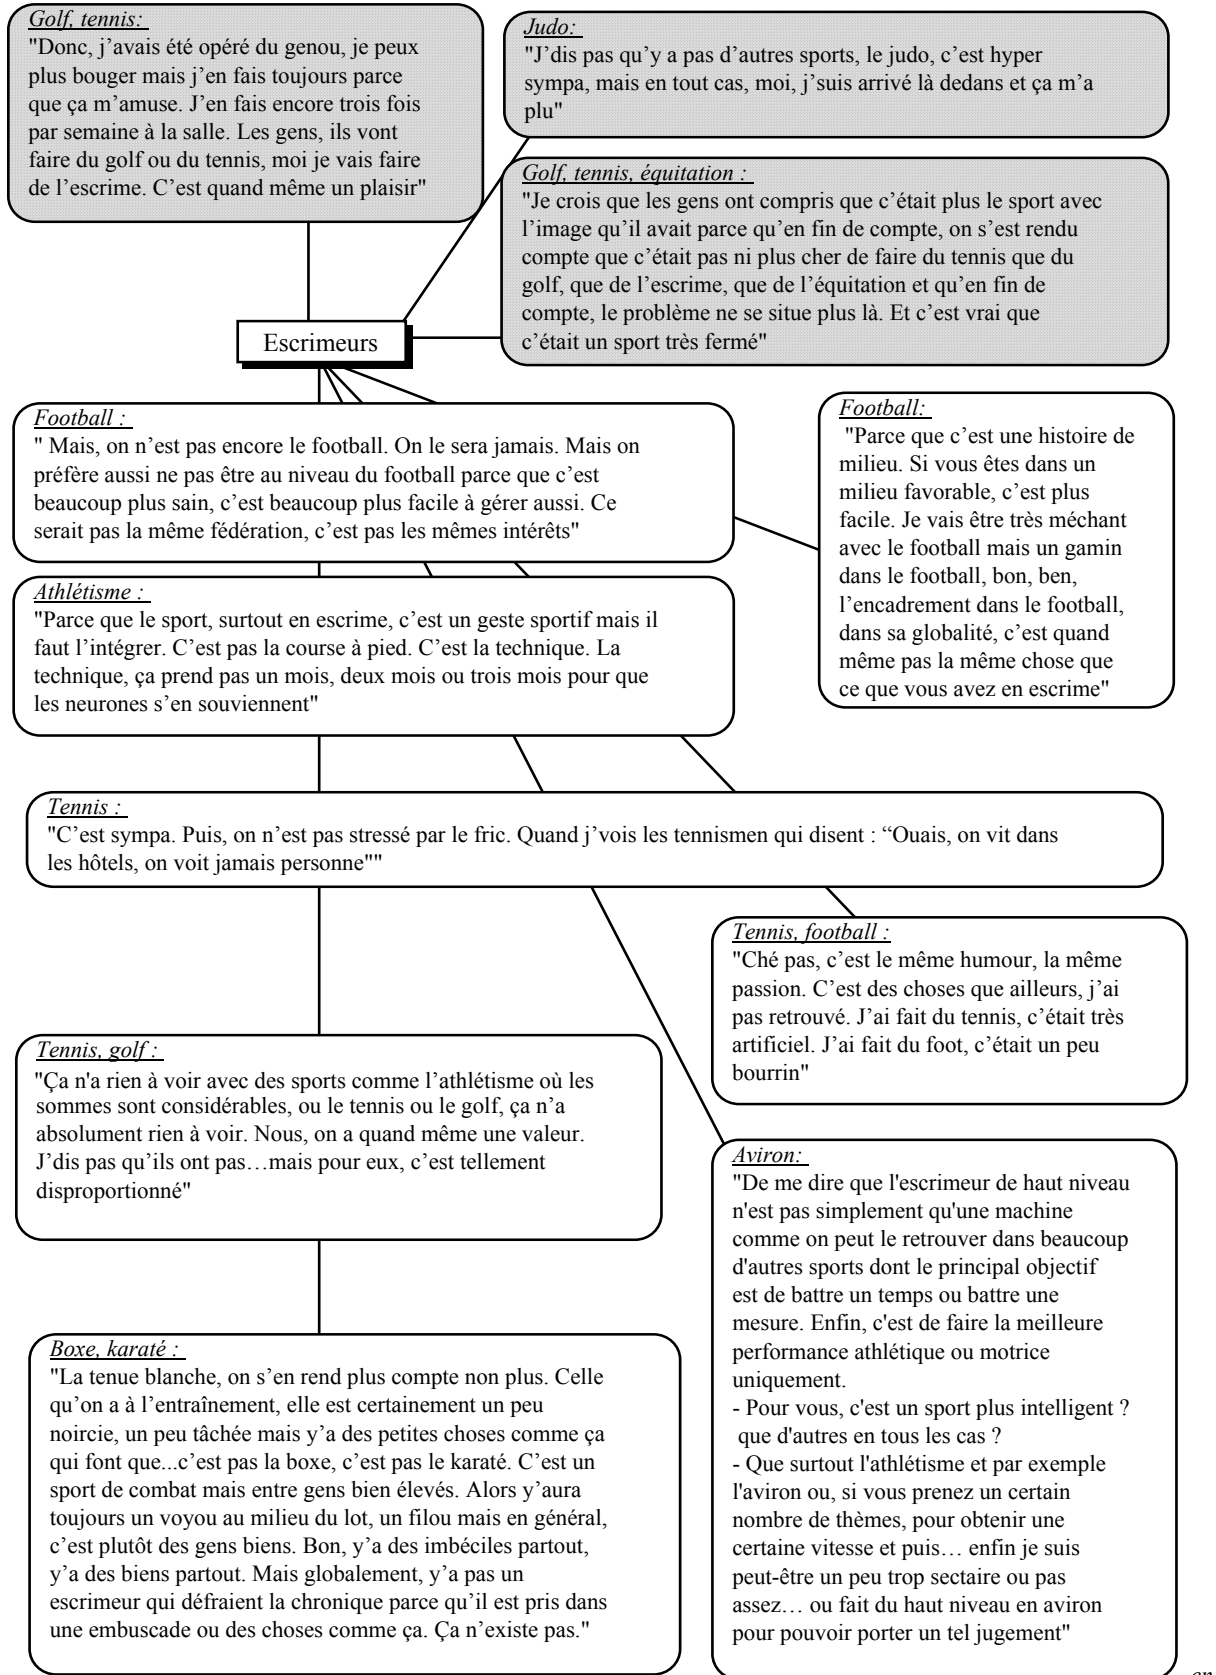 Golf, tennis:
"Donc, j’avais été opéré du genou, je peux
plus bouger mais j’en fais toujours parce
que ça m’amuse. J’en fais encore trois fois
par semaine à la salle. Les gens, ils vont
faire du golf ou du tennis, moi je vais faire
de l’escrime. C’est quand même un plaisir"
Judo:
"J’dis pas qu’y a pas d’autres sports, le judo, c’est hyper
sympa, mais en tout cas, moi, j’suis arrivé là dedans et ça m’a
plu"
Golf, tennis, équitation :
"Je crois que les gens ont compris que c’était plus le sport avec
l’image qu’il avait parce qu’en fin de compte, on s’est rendu
compte que c’était pas ni plus cher de faire du tennis que du
golf, que de l’escrime, que de l’équitation et qu’en fin de
compte, le problème ne se situe plus là. Et c’est vrai que
c’était un sport très fermé"
Escrimeurs
Football :
" Mais, on n’est pas encore le football. On le sera jamais. Mais on
préfère aussi ne pas être au niveau du football parce que c’est
beaucoup plus sain, c’est beaucoup plus facile à gérer aussi. Ce
serait pas la même fédération, c’est pas les mêmes intérêts"
Football:
"Parce que c’est une histoire de
milieu. Si vous êtes dans un
milieu favorable, c’est plus
facile. Je vais être très méchant
avec le football mais un gamin
dans le football, bon, ben,
l’encadrement dans le football,
dans sa globalité, c’est quand
même pas la même chose que
ce que vous avez en escrime"
Athlétisme :
"Parce que le sport, surtout en escrime, c’est un geste sportif mais il
faut l’intégrer. C’est pas la course à pied. C’est la technique. La
technique, ça prend pas un mois, deux mois ou trois mois pour que
les neurones s’en souviennent"
Tennis :
"C’est sympa. Puis, on n’est pas stressé par le fric. Quand j’vois les tennismen qui disent : “Ouais, on vit dans
les hôtels, on voit jamais personne""
Tennis, football :
"Ché pas, c’est le même humour, la même
passion. C’est des choses que ailleurs, j’ai
pas retrouvé. J’ai fait du tennis, c’était très
artificiel. J’ai fait du foot, c’était un peu
bourrin"
Tennis, golf :
"Ça n'a rien à voir avec des sports comme l’athlétisme où les
sommes sont considérables, ou le tennis ou le golf, ça n’a
absolument rien à voir. Nous, on a quand même une valeur.
J’dis pas qu’ils ont pas…mais pour eux, c’est tellement
disproportionné"
Aviron:
"De me dire que l'escrimeur de haut niveau
n'est pas simplement qu'une machine
comme on peut le retrouver dans beaucoup
d'autres sports dont le principal objectif
est de battre un temps ou battre une
mesure. Enfin, c'est de faire la meilleure
performance athlétique ou motrice
uniquement.
- Pour vous, c'est un sport plus intelligent ?
que d'autres en tous les cas ?
- Que surtout l'athlétisme et par exemple
l'aviron ou, si vous prenez un certain
nombre de thèmes, pour obtenir une
certaine vitesse et puis… enfin je suis
peut-être un peu trop sectaire ou pas
assez… ou fait du haut niveau en aviron
pour pouvoir porter un tel jugement"
Boxe, karaté :
"La tenue blanche, on s’en rend plus compte non plus. Celle
qu’on a à l’entraînement, elle est certainement un peu
noircie, un peu tâchée mais y’a des petites choses comme ça
qui font que...c’est pas la boxe, c’est pas le karaté. C’est un
sport de combat mais entre gens bien élevés. Alors y’aura
toujours un voyou au milieu du lot, un filou mais en général,
c’est plutôt des gens biens. Bon, y’a des imbéciles partout,
y’a des biens partout. Mais globalement, y’a pas un
escrimeur qui défraient la chronique parce qu’il est pris dans
une embuscade ou des choses comme ça. Ça n’existe pas."